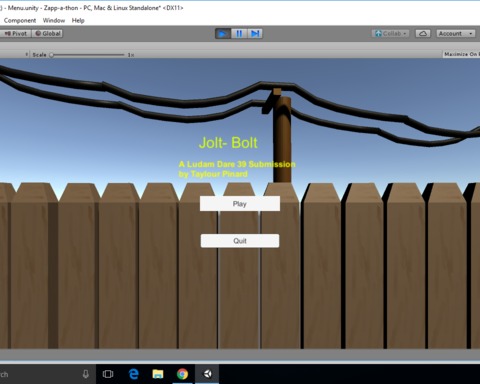 ) - Menu.unity - Zapp-a-thon - PC, Mac & Linux Standalone* <DX11>
Component Window Help
Pivot Global Collab Account
Scale 1x Maximize On
Jolt- Bolt
A Ludam Dare 39 Submission
by Taylour Pinard
Play
Quit
rch